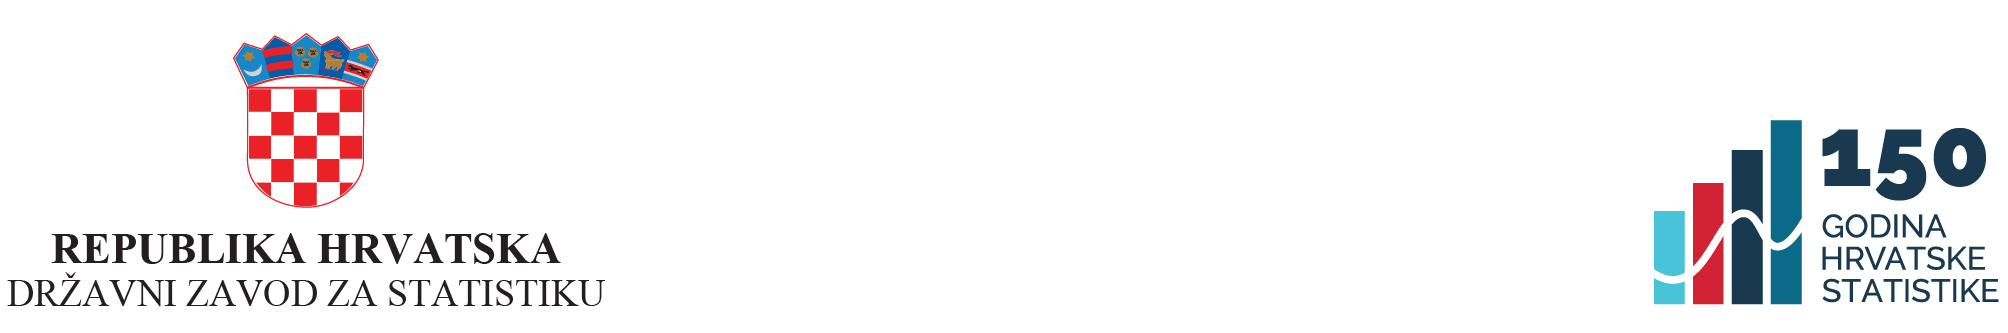 REPUBLIKA HRVATSKA
DRŽAVNI ZAVOD ZA STATISTIKU
150
GODINA
HRVATSKE
STATISTIKE